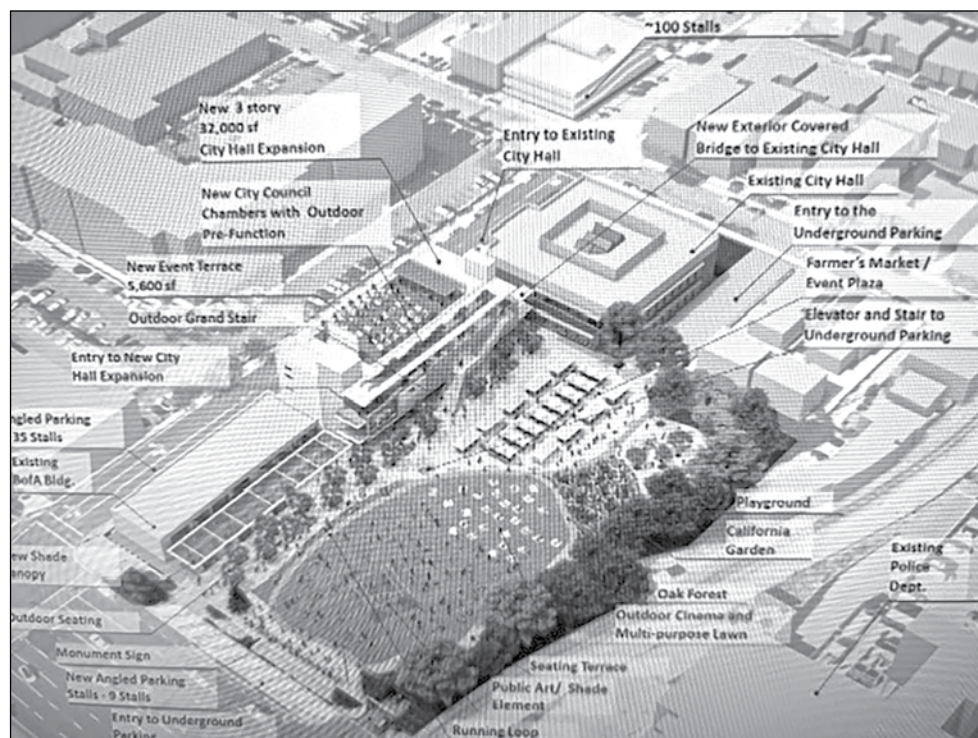 ~100 Stalls
New 3 story
32,000 sf
City Hall Expansion
Entry to Existing
City Hall
New Exterior Covered
Bridge to Existing City Hall
New City Council
Chambers with Outdoor
Pre-Function
Existing City Hall
Entry to the
Underground Parking
New Event Terrace
5,600 sf
Farmer's Market /
Event Plaza
Outdoor Grand Stair
Elevator and Stair to
Underground Parking
Entry to New City
Hall Expansion
ngled Parking
35 Stalls
Existing
BofA Bldg.
Playground
California
Garden
Existing
Police
Dept.
ew Shade
anopy
Oak Forest
Outdoor Seating
Outdoor Cinema and
Multi-purpose Lawn
Monument Sign
Seating Terrace
New Angled Parking
Stalls - 9 Stalls
Public Art/ Shade
Element
Entry to Underground
Parking
Running Loop